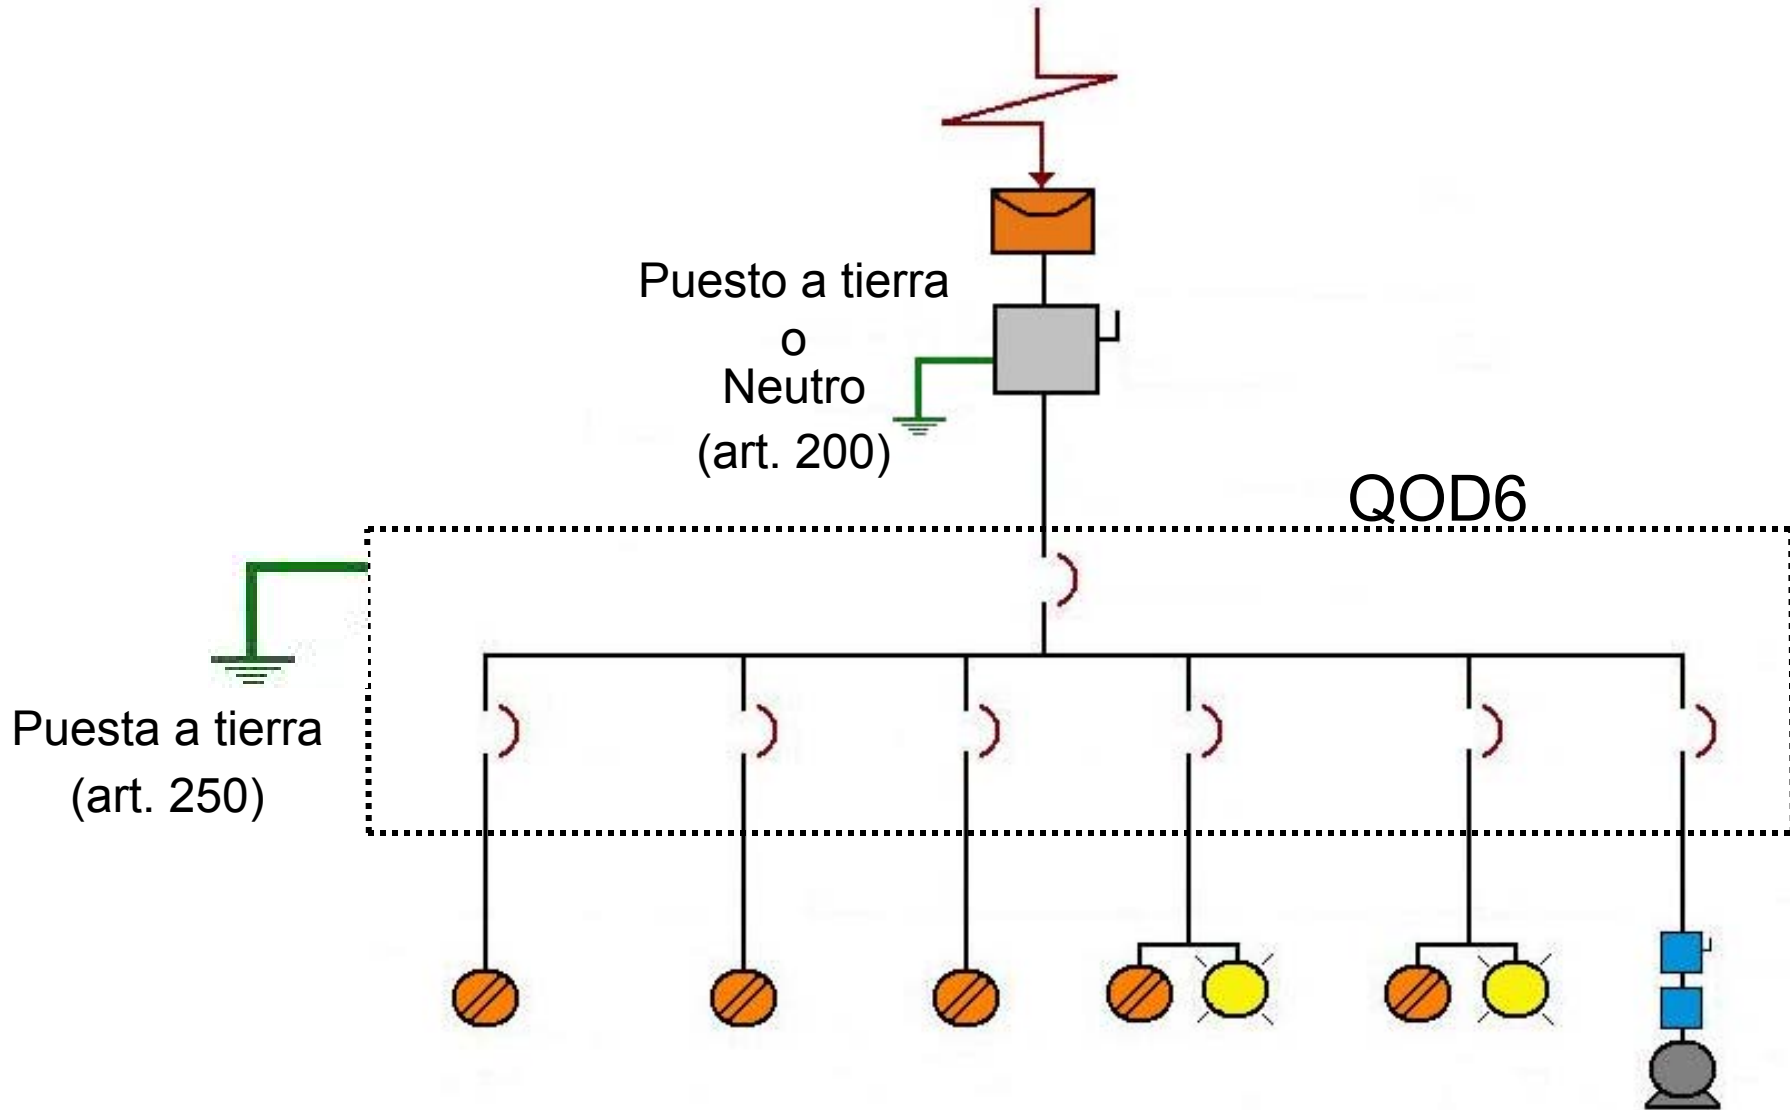 Puesto a tierra
o
Neutro
(art. 200)
QOD6
Puesta a tierra
(art. 250)